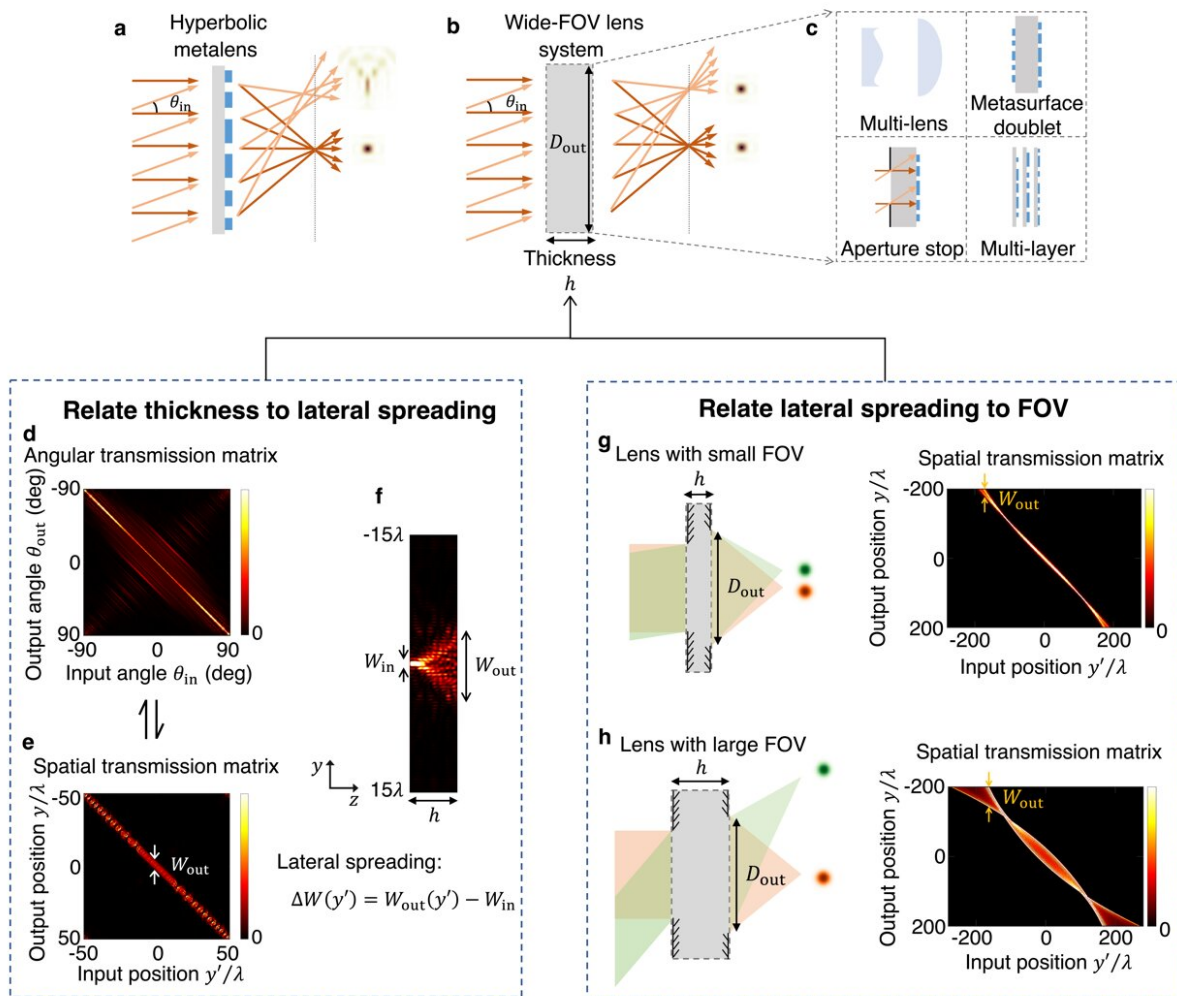 a
Hyperbolic
metalens
θin
b
Wide-FOV lens
system
θin
Dout
Thickness
h
c
Multi-lens
Metasurface
doublet
Aperture stop
Multi-layer
Relate thickness to lateral spreading
d
Angular transmission matrix
Output angle θout (deg)
-90
0
90
-90 0 90
Input angle θin (deg)
0
e
Spatial transmission matrix
Output position y/λ
-50
0
50
Wout
-50 0 50
Input position y′/λ
0
f
-15λ
Win
Wout
15λ
h
y
z
Lateral spreading:
ΔW(y′) = Wout(y′) − Win
Relate lateral spreading to FOV
g
Lens with small FOV
h
Dout
Spatial transmission matrix
Output position y/λ
-200
0
200
Wout
-200 0 200
Input position y′/λ
0
h
Lens with large FOV
h
Dout
Spatial transmission matrix
Output position y/λ
-200
0
200
Wout
-200 0 200
Input position y′/λ
0